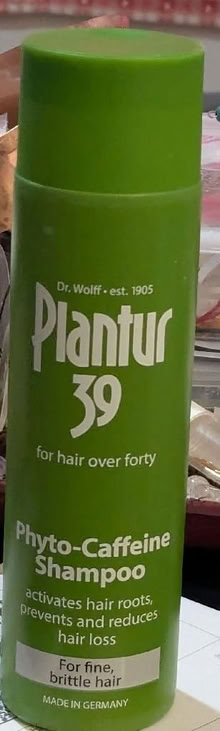 Dr. Wolff • est. 1905
Plantur
39
for hair over forty
Phyto-Caffeine
Shampoo
activates hair roots,
prevents and reduces
hair loss
For fine,
brittle hair
MADE IN GERMANY